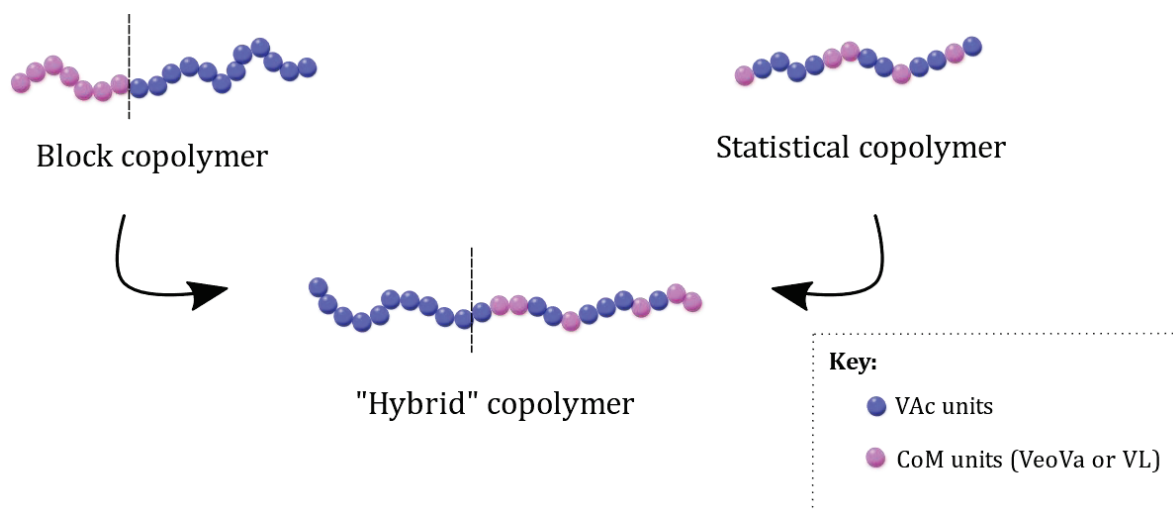 Block copolymer
Statistical copolymer
"Hybrid" copolymer
Key:
VAc units
CoM units (VeoVa or VL)